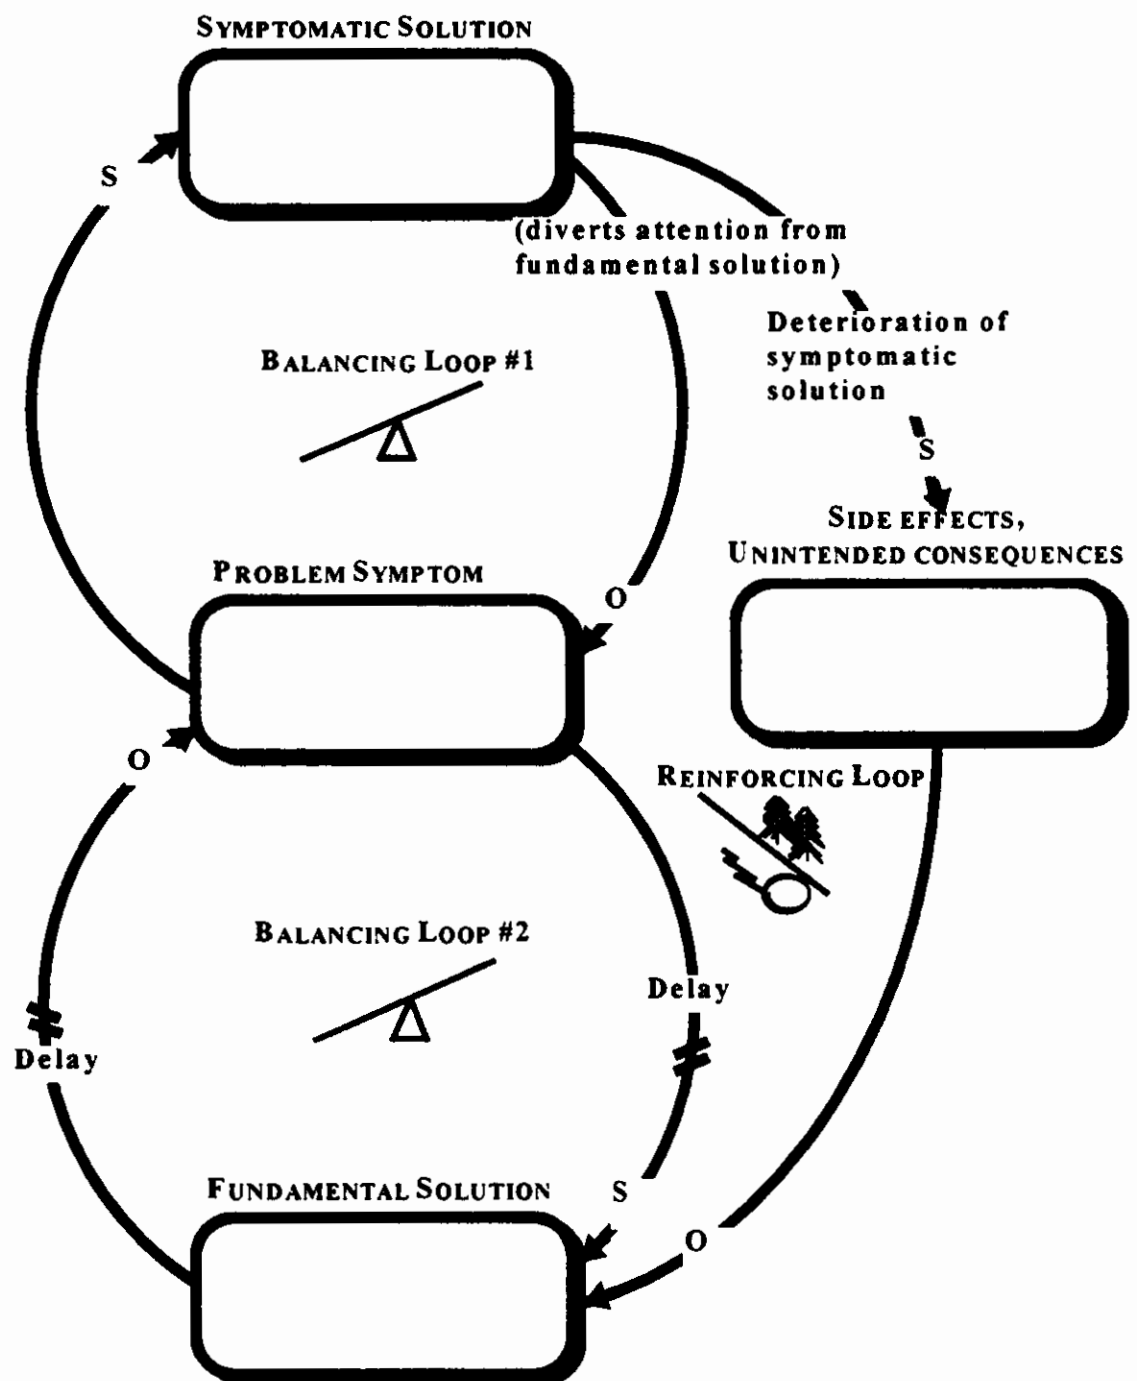 SYMPTOMATIC SOLUTION
S
(diverts attention from
fundamental solution)
Deterioration of
symptomatic
solution
BALANCING LOOP #1
S
SIDE EFFECTS,
UNINTENDED CONSEQUENCES
PROBLEM SYMPTOM
O
O
REINFORCING LOOP
BALANCING LOOP #2
Delay
Delay
FUNDAMENTAL SOLUTION
S
O